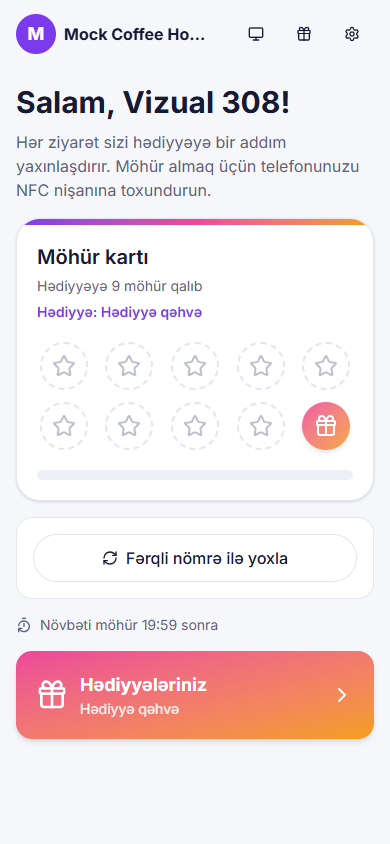 M
Mock Coffee Ho...
Salam, Vizual 308!
Hər ziyarət sizi hədiyyəyə bir addım
yaxınlaşdırır. Möhür almaq üçün telefonunuzu
NFC nişanına toxundurun.
Möhür kartı
Hədiyyəyə 9 möhür qalıb
Hədiyyə: Hədiyyə qəhvə
Fərqli nömrə ilə yoxla
Növbəti möhür 19:59 sonra
Hədiyyələriniz
Hədiyyə qəhvə